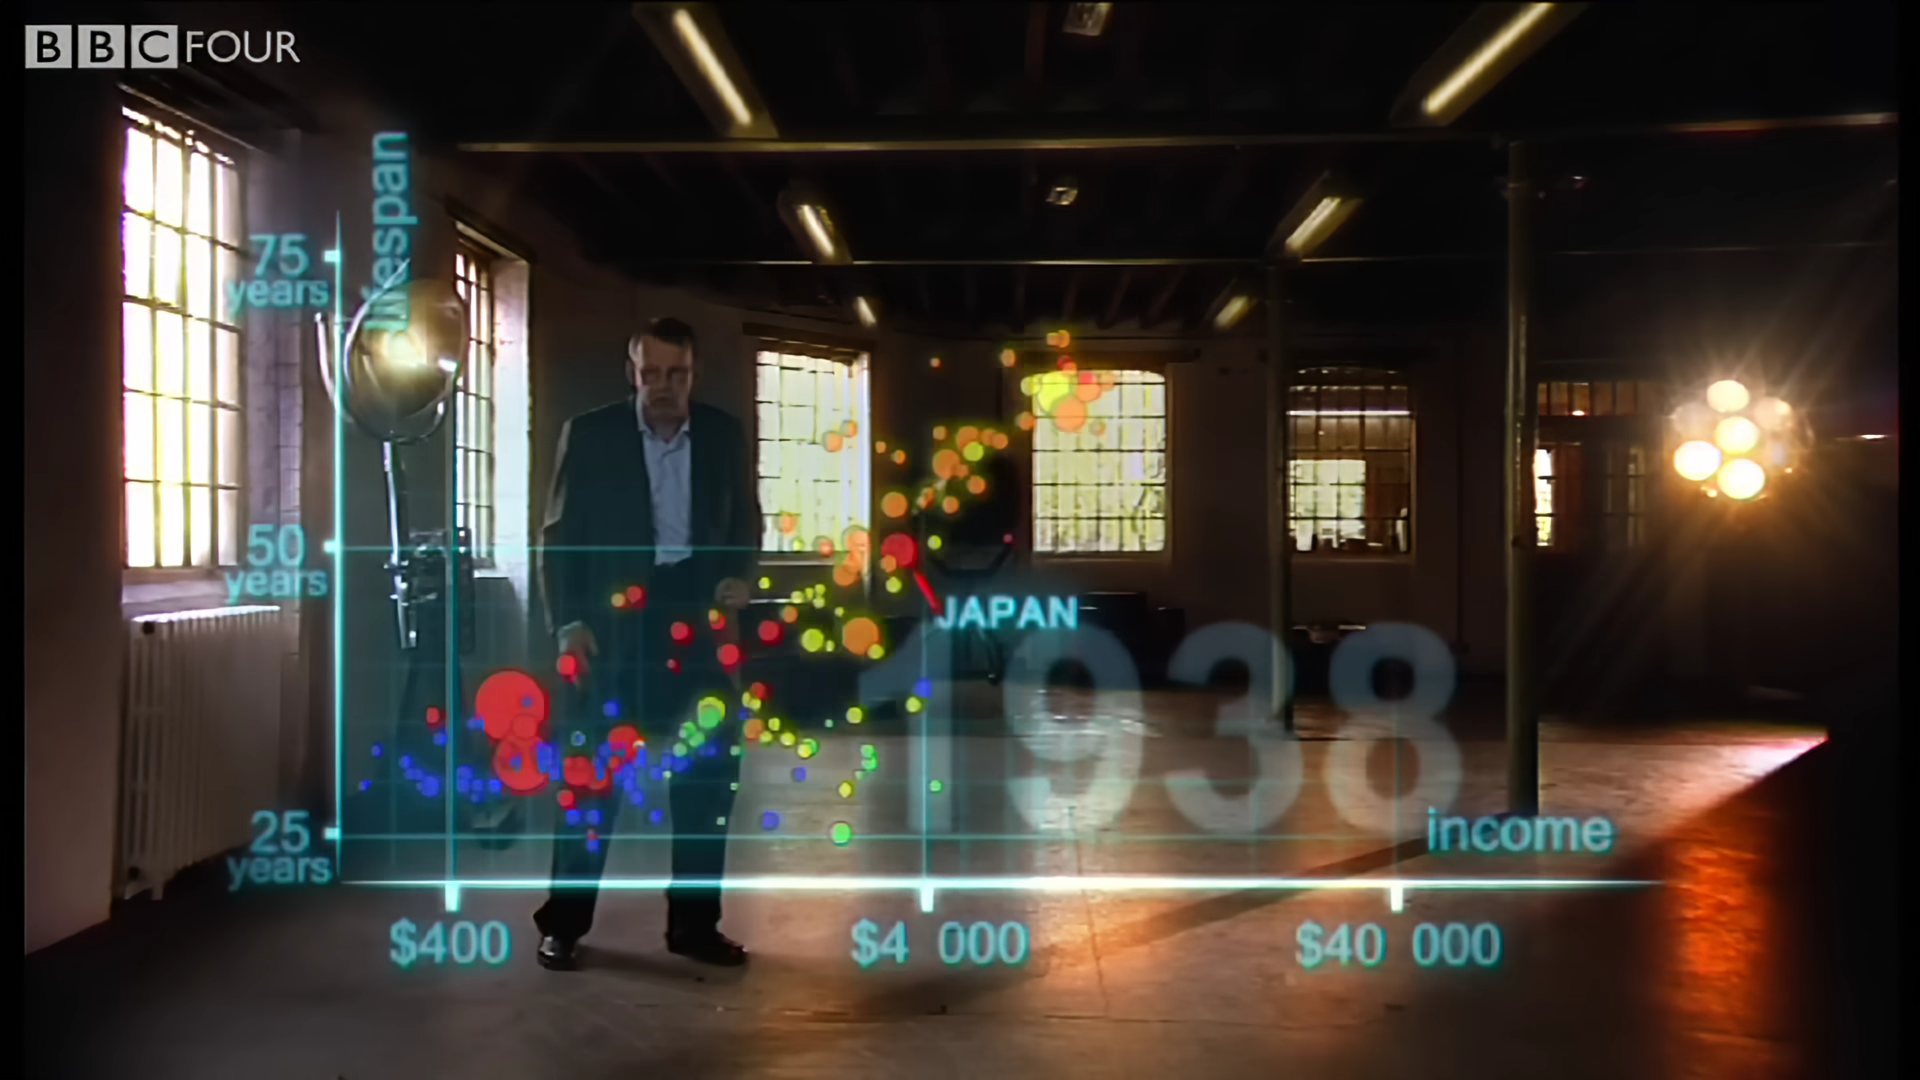 BBC FOUR
lifespan
75
years
50
years
JAPAN
1938
25
years
income
$400
$4 000
$40 000